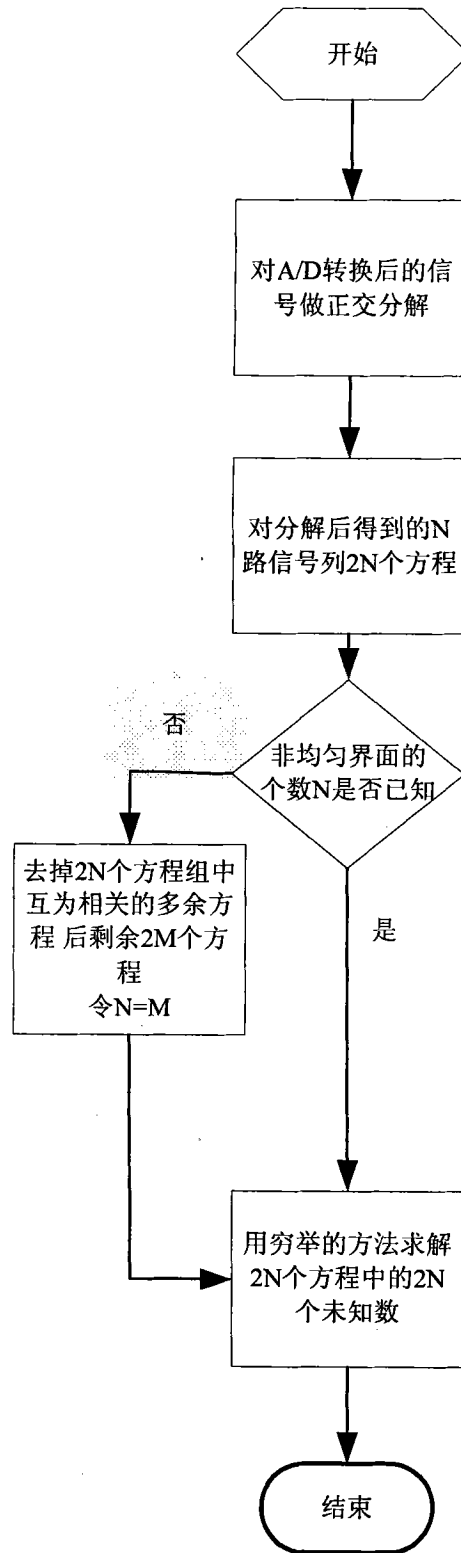 开始
对A/D转换后的信
号做正交分解
对分解后得到的N
路信号列2N个方程
否
非均匀界面的
个数N是否已知
去掉2N个方程组中
互为相关的多余方
程 后剩余2M个方
程
令N=M
是
用穷举的方法求解
2N个方程中的2N
个未知数
结束